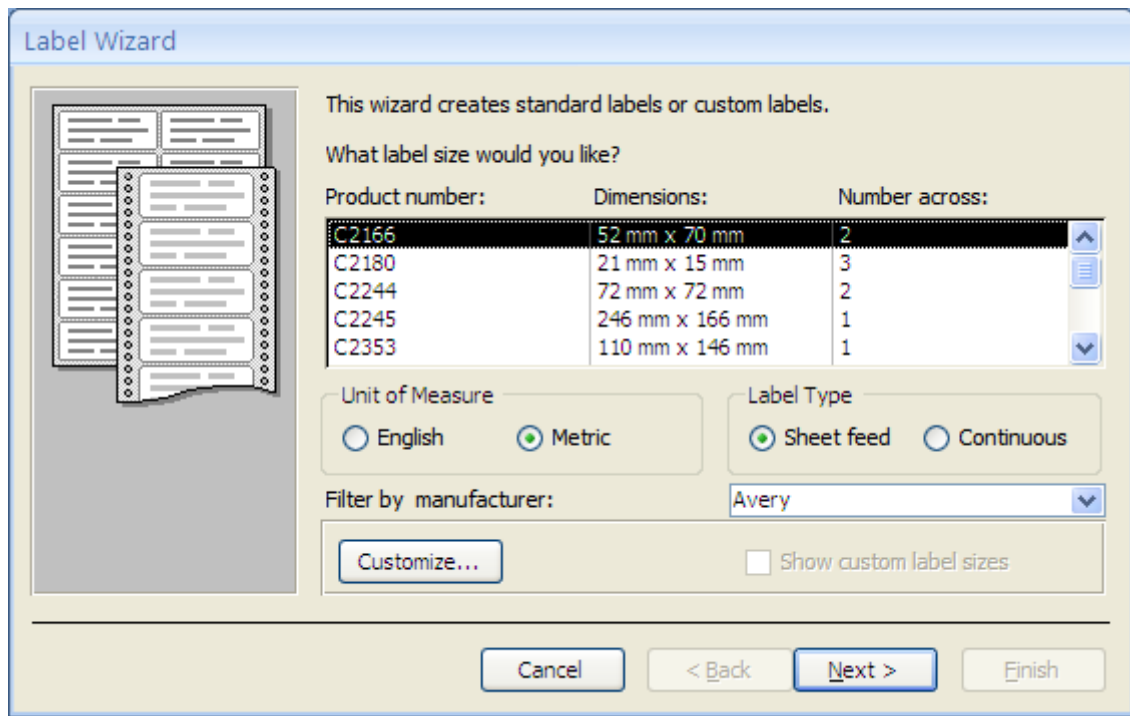 Label Wizard
This wizard creates standard labels or custom labels.
What label size would you like?
Product number: Dimensions: Number across:
C2166 52 mm x 70 mm 2
C2180 21 mm x 15 mm 3
C2244 72 mm x 72 mm 2
C2245 246 mm x 166 mm 1
C2353 110 mm x 146 mm 1
Unit of Measure Label Type
English Metric Sheet feed Continuous
Filter by manufacturer: Avery
Customize... Show custom label sizes
Cancel < Back Next > Finish